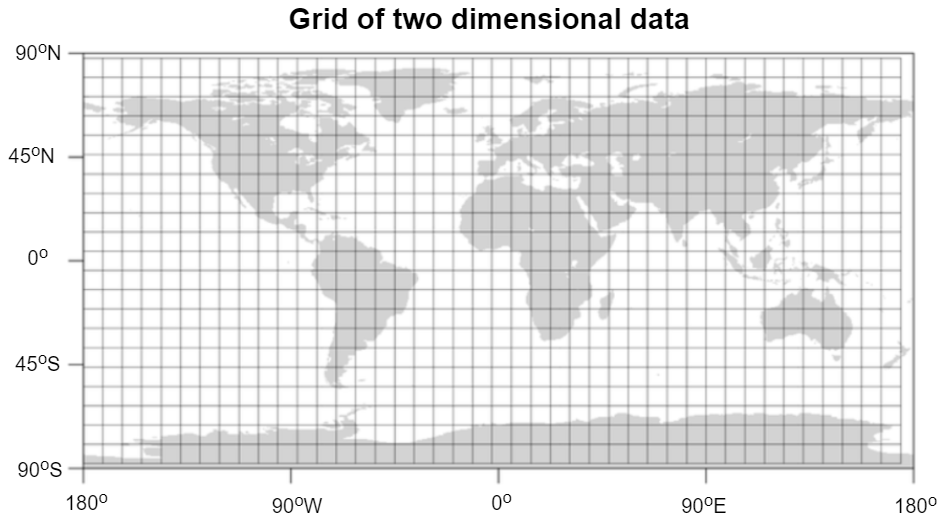 Grid of two dimensional data
90ºN
45ºN
0º
45ºS
90ºS
180º 90ºW 0º 90ºE 180º